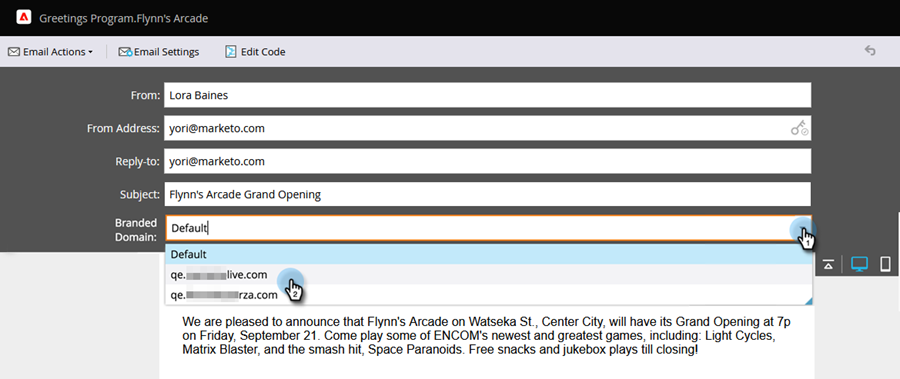 Greetings Program.Flynn's Arcade
Email Actions Email Settings Edit Code
From: Lora Baines
From Address: yori@marketo.com
Reply-to: yori@marketo.com
Subject: Flynn's Arcade Grand Opening
Branded Domain: Default
1
Default
qe. live.com
2
qe. rza.com
We are pleased to announce that Flynn's Arcade on Watseka St., Center City, will have its Grand Opening at 7p
on Friday, September 21. Come play some of ENCOM's newest and greatest games, including: Light Cycles,
Matrix Blaster, and the smash hit, Space Paranoids. Free snacks and jukebox plays till closing!